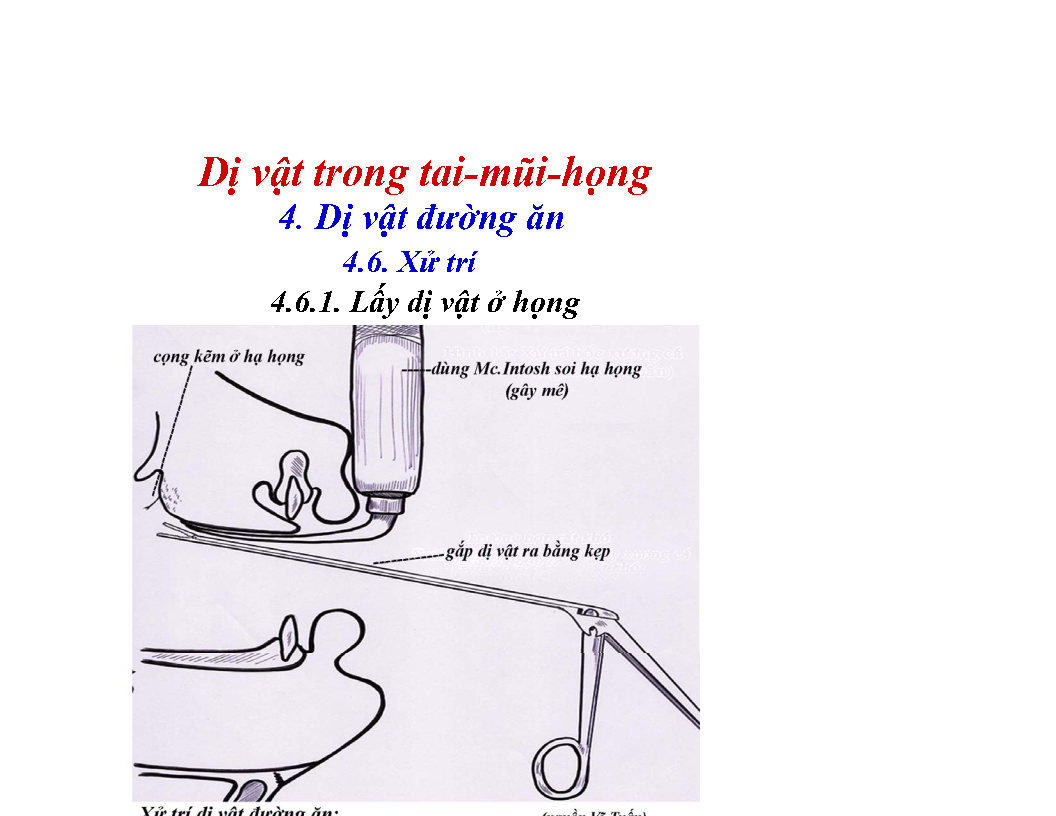 Dị vật trong tai-mũi-họng
4. Dị vật đường ăn
4.6. Xử trí
4.6.1. Lấy dị vật ở họng
cọng kẽm ở hạ họng
------dùng Mc.Intosh soi hạ họng
(gây mê)
gắp dị vật ra bằng kẹp
Xử trí dị vật đường ăn: